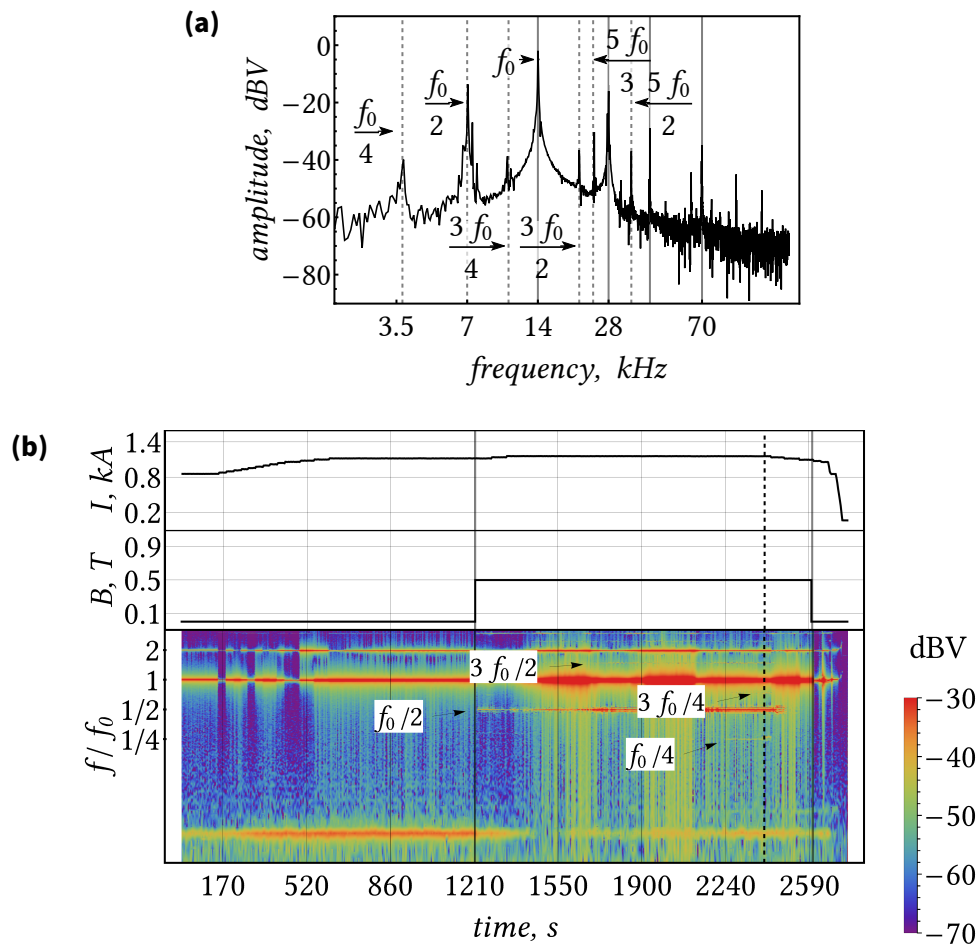 (a)
amplitude, dBV
0
−20
−40
−60
−80
f0/4
f0/2
f0
5 f0/3
5 f0/2
3 f0/4
3 f0/2
3.5 7 14 28 70
frequency, kHz
(b)
I, kA
1.4
0.8
0.2
B, T
0.9
0.5
0.1
f/f0
2
1
1/2
1/4
3 f0/2
f0/2
3 f0/4
f0/4
170 520 860 1210 1550 1900 2240 2590
time, s
dBV
−30
−40
−50
−60
−70